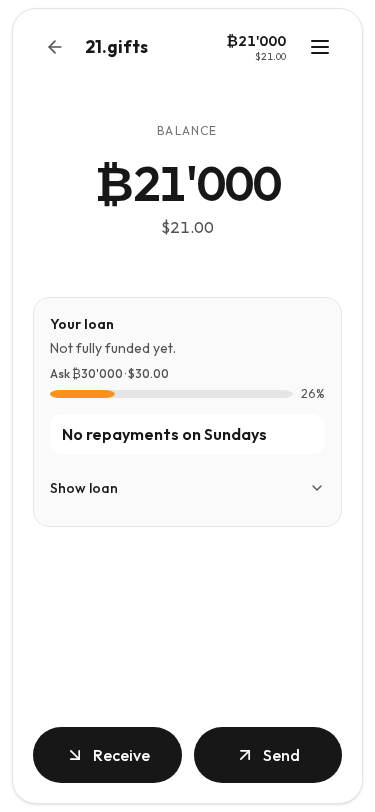 21.gifts
₿21'000
$21.00
BALANCE
₿21'000
$21.00
Your loan
Not fully funded yet.
Ask ₿30'000 · $30.00
26%
No repayments on Sundays
Show loan
Receive
Send